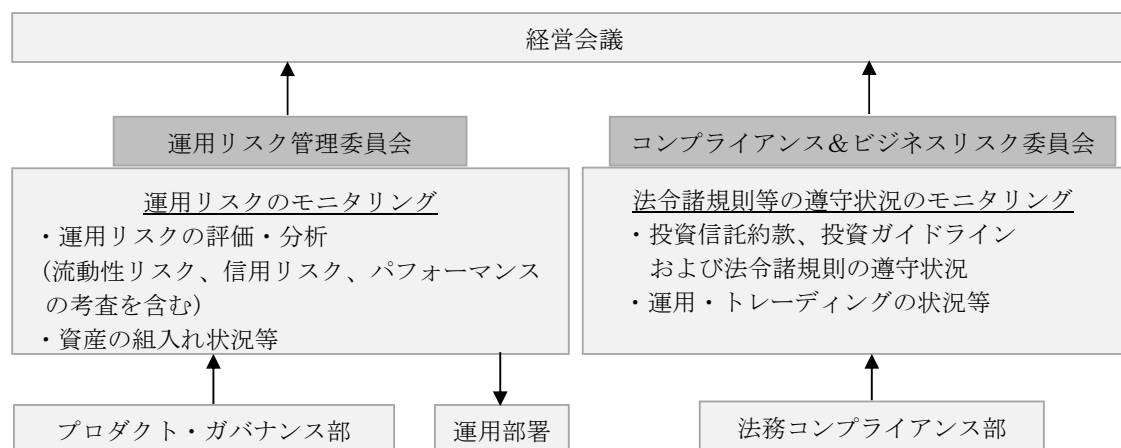 経営会議
運用リスク管理委員会
運用リスクのモニタリング
・運用リスクの評価・分析
(流動性リスク、信用リスク、パフォーマンス
の考査を含む)
・資産の組入れ状況等
プロダクト・ガバナンス部
運用部署
コンプライアンス&ビジネスリスク委員会
法令諸規則等の遵守状況のモニタリング
・投資信託約款、投資ガイドライン
および法令諸規則の遵守状況
・運用・トレーディングの状況等
法務コンプライアンス部